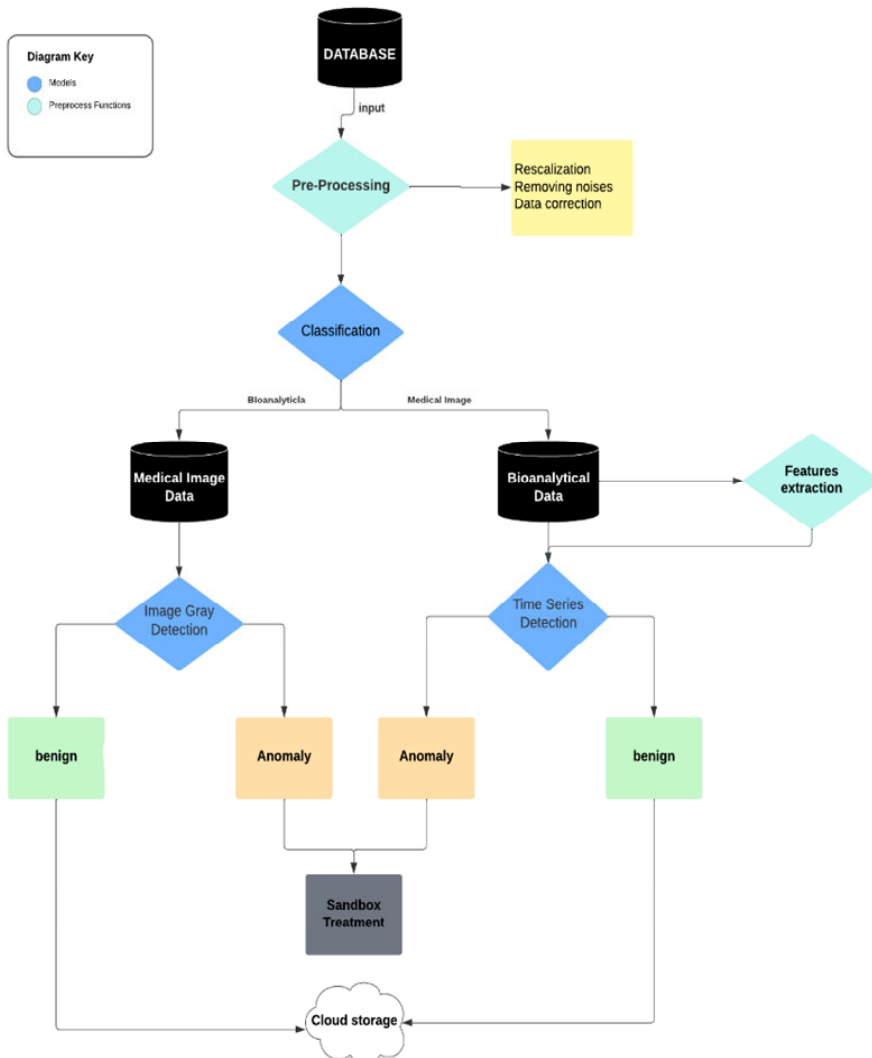 DATABASE
Diagram Key
Models
Preprocess Functions
input
Pre-Processing
Rescalization
Removing noises
Data correction
Classification
BIoanalyticla
Medical Image
Medical Image
Data
Bioanalytical
Data
Features
extraction
Image Gray
Detection
Time Series
Detection
benign
Anomaly
Anomaly
benign
Sandbox
Treatment
Cloud storage